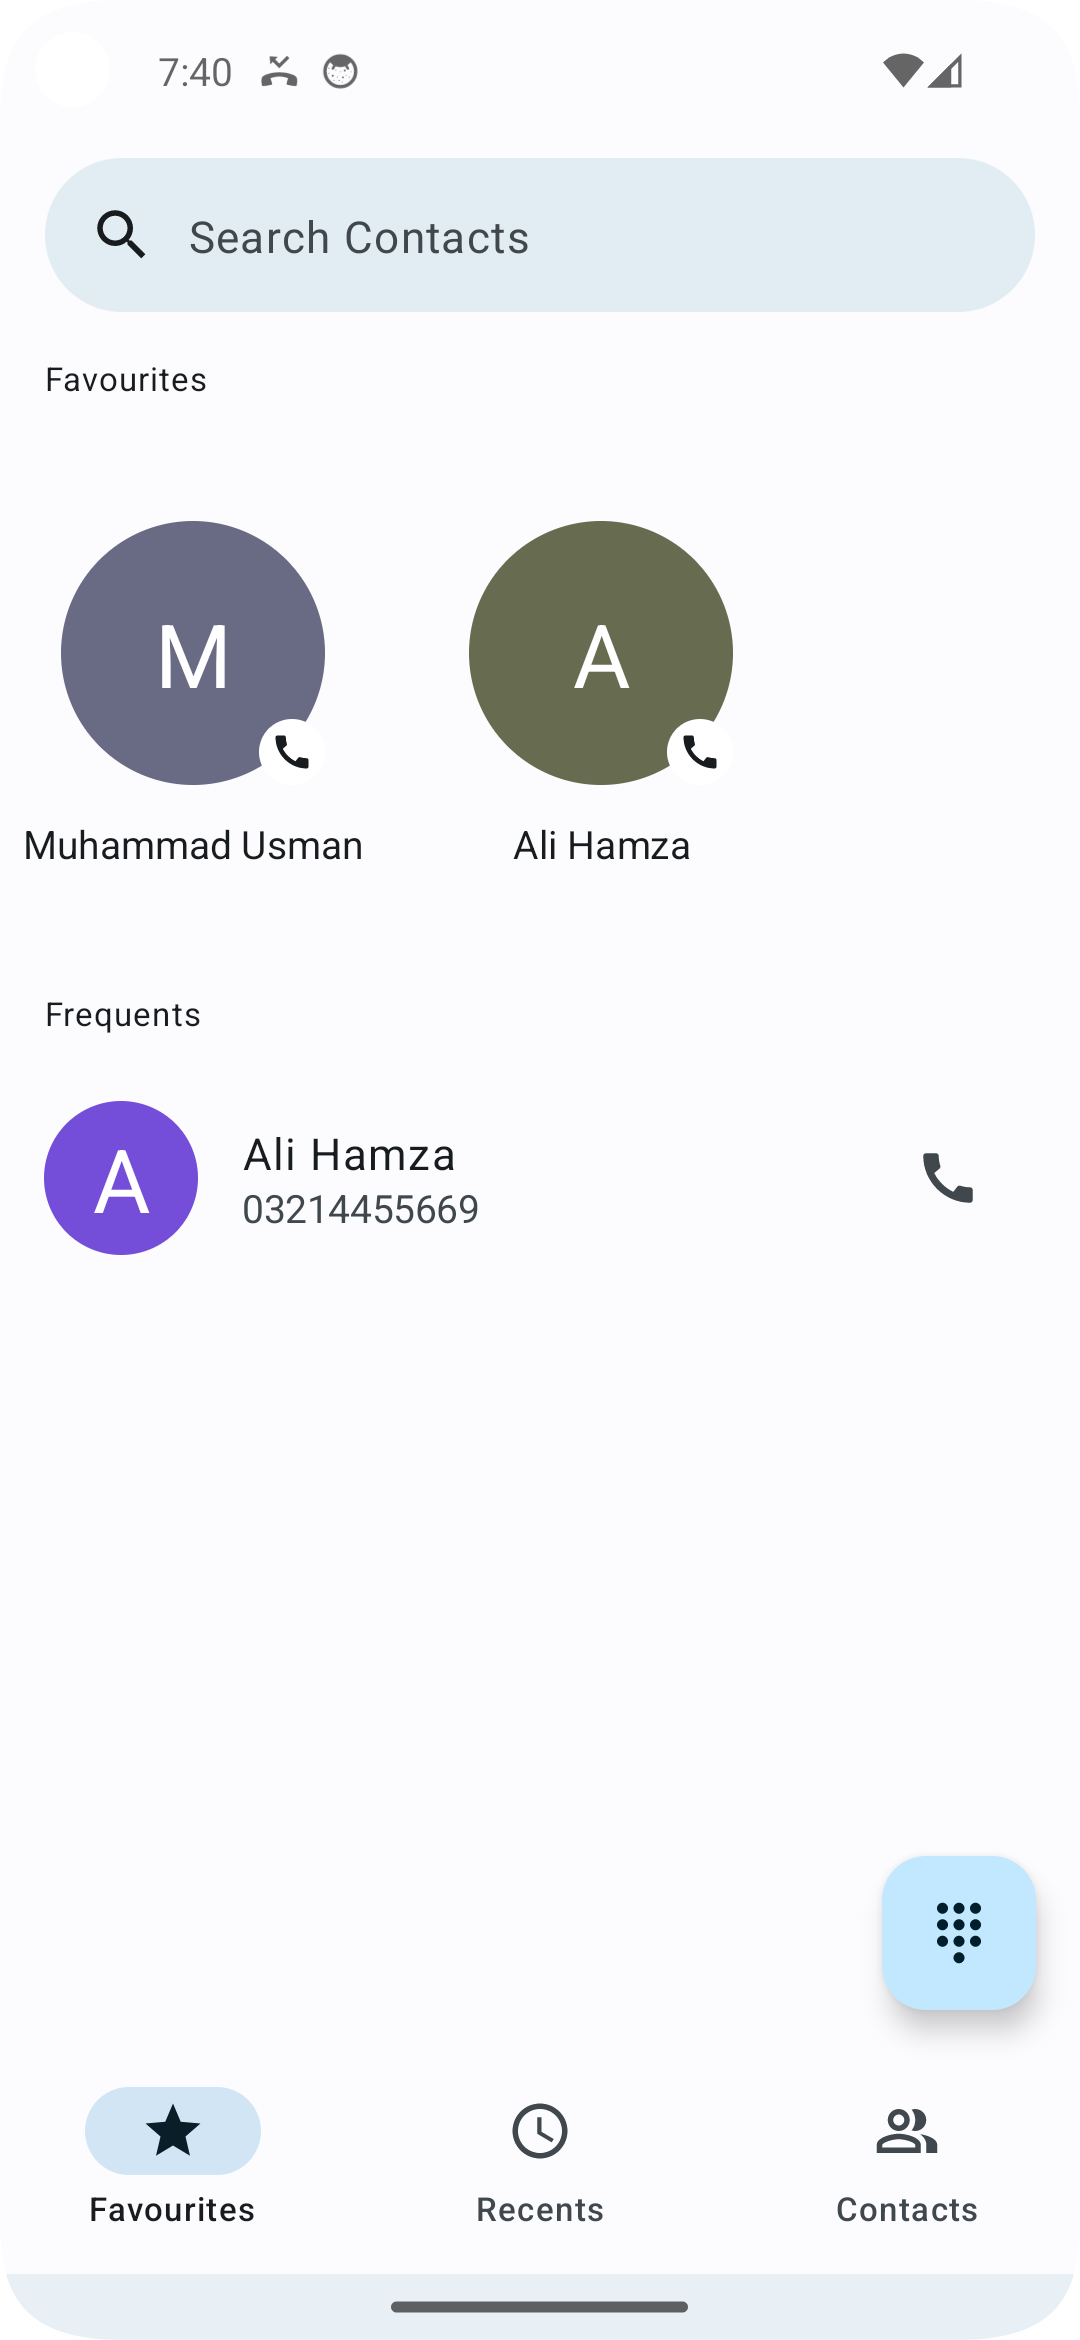 7:40
Search Contacts
Favourites
M
A
Muhammad Usman
Ali Hamza
Frequents
A
Ali Hamza
03214455669
Favourites
Recents
Contacts